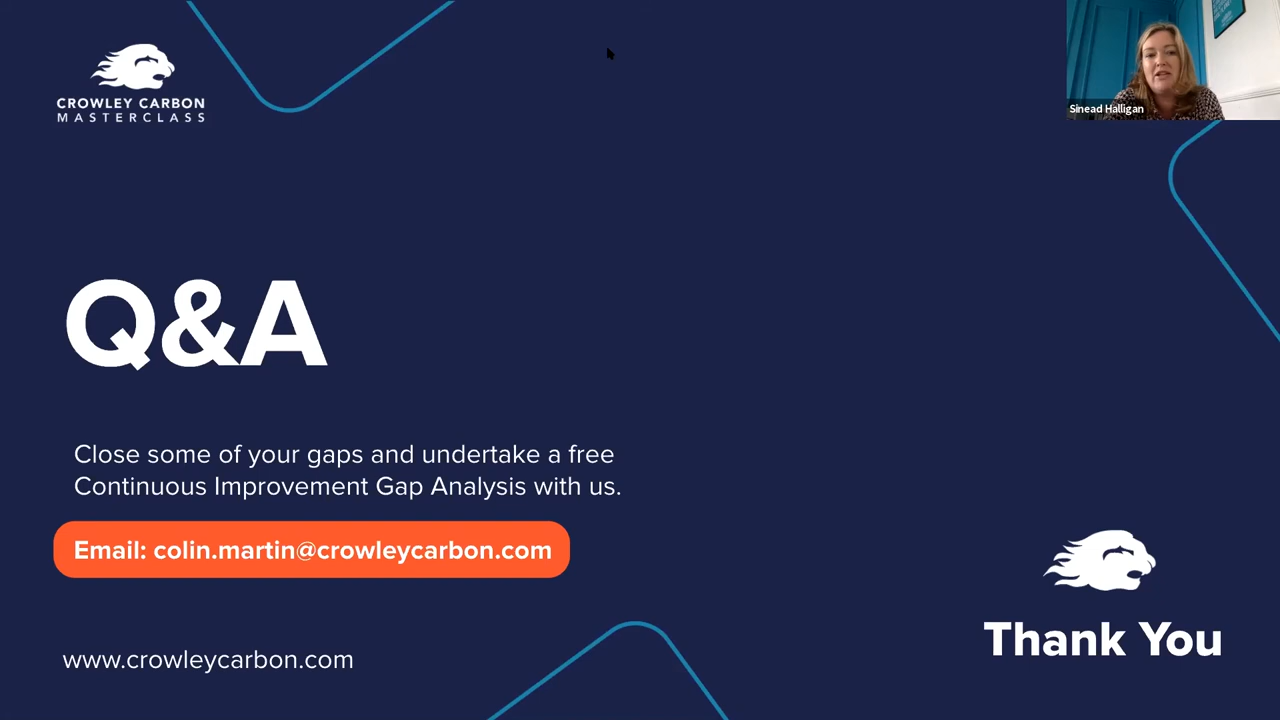 CROWLEY CARBON
MASTERCLASS
Sinead Halligan
Q&A
Close some of your gaps and undertake a free
Continuous Improvement Gap Analysis with us.
Email: colin.martin@crowleycarbon.com
www.crowleycarbon.com
Thank You